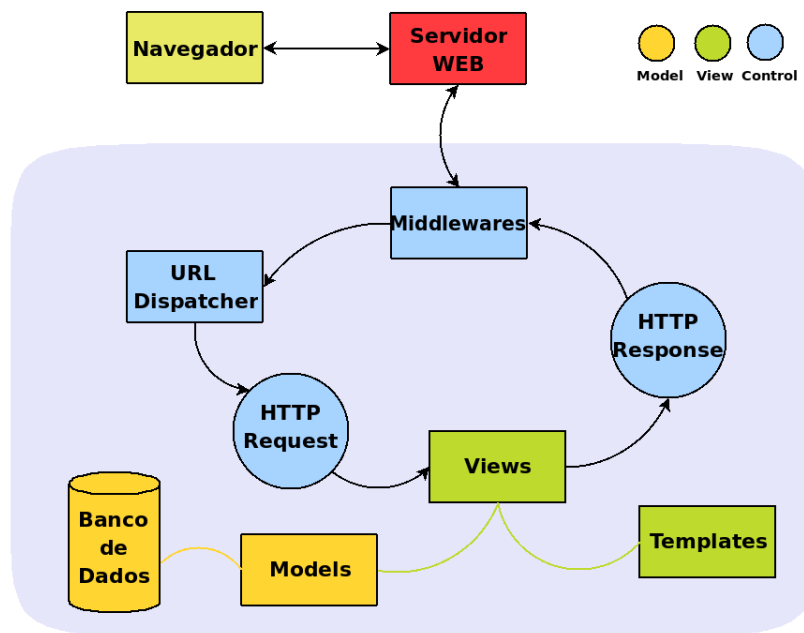 Navegador
Servidor
WEB
Model
View
Control
Middlewares
URL
Dispatcher
HTTP
Response
HTTP
Request
Views
Banco
de
Dados
Models
Templates